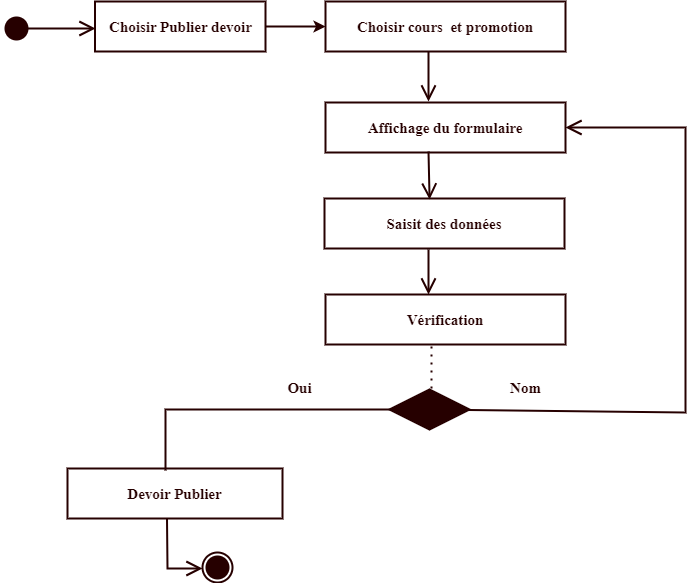 Choisir Publier devoir
Choisir cours et promotion
Affichage du formulaire
Saisit des données
Vérification
Oui
Nom
Devoir Publier